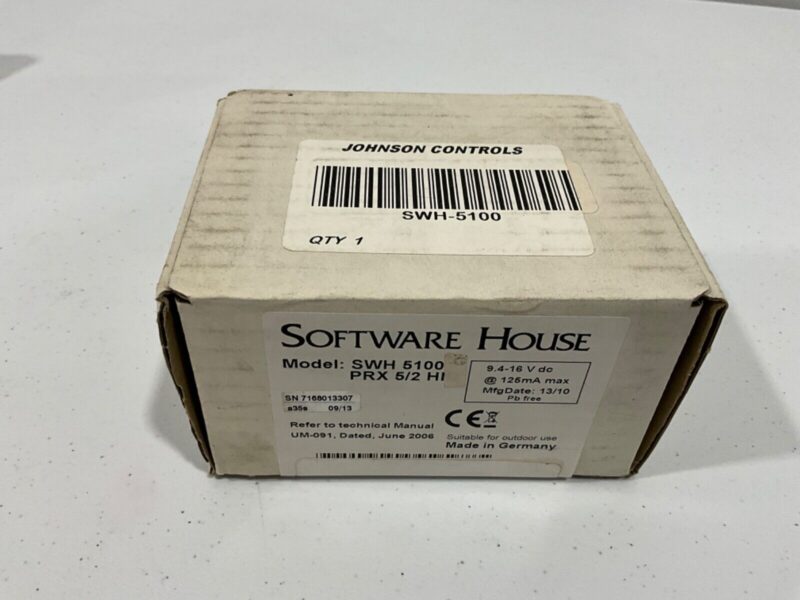 JOHNSON CONTROLS
SWH-5100
QTY 1
SOFTWARE HOUSE
Model: SWH 5100
PRX 5/2 HI
9.4-16 V dc
@ 125mA max
MfgDate: 13/10
Pb free
SN 7168013307
a35s 09/13
Refer to technical Manual
UM-091, Dated, June 2006
CE
Suitable for outdoor use
Made in Germany